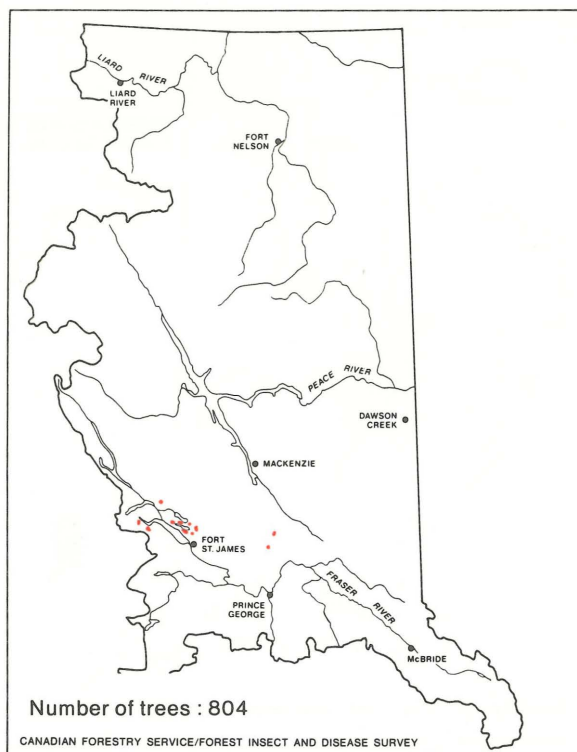 LIARD RIVER
LIARD
RIVER
FORT
NELSON
PEACE RIVER
DAWSON
CREEK
MACKENZIE
FORT
ST. JAMES
PRINCE
GEORGE
FRASER RIVER
McBRIDE
Number of trees : 804
CANADIAN FORESTRY SERVICE/FOREST INSECT AND DISEASE SURVEY